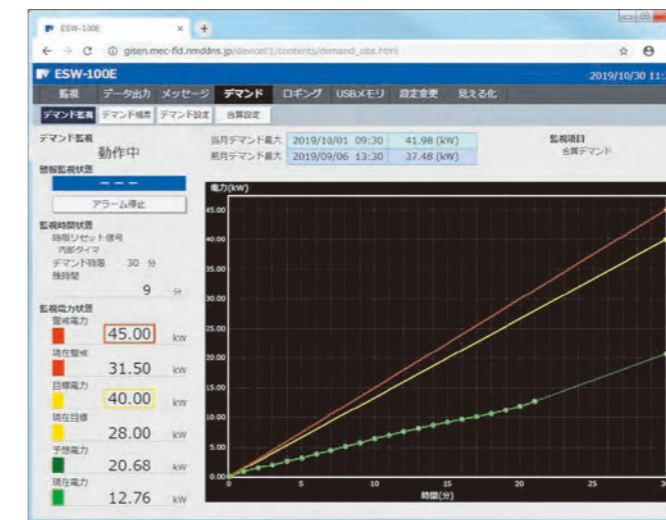 ESW-100E
gisen.mec-fld.nmddns.jp/device01/contents/demand_obs.html
ESW-100E
2019/10/30 11:
監視 データ出力 メッセージ デマンド ロギング USBメモリ 設定変更 見える化
デマンド監視 デマンド帳票 デマンド設定 合算設定
デマンド監視
動作中
当月デマンド最大 2019/10/01 09:30 41.98 (kW)
前月デマンド最大 2019/09/06 13:30 37.48 (kW)
監視項目
合算デマンド
警報監視状態
---
アラーム停止
監視時間状態
時限リセット信号
内部タイマ
デマンド時限 30 分
残時間
9 分
監視電力状態
警戒電力
45.00 kW
現在警戒
31.50 kW
目標電力
40.00 kW
現在目標
28.00 kW
予想電力
20.68 kW
現在電力
12.76 kW
電力(kW)
45.00
40.00
35.00
30.00
25.00
20.00
15.00
10.00
5.00
0.00
0 5 10 15 20 25 3
時間(分)